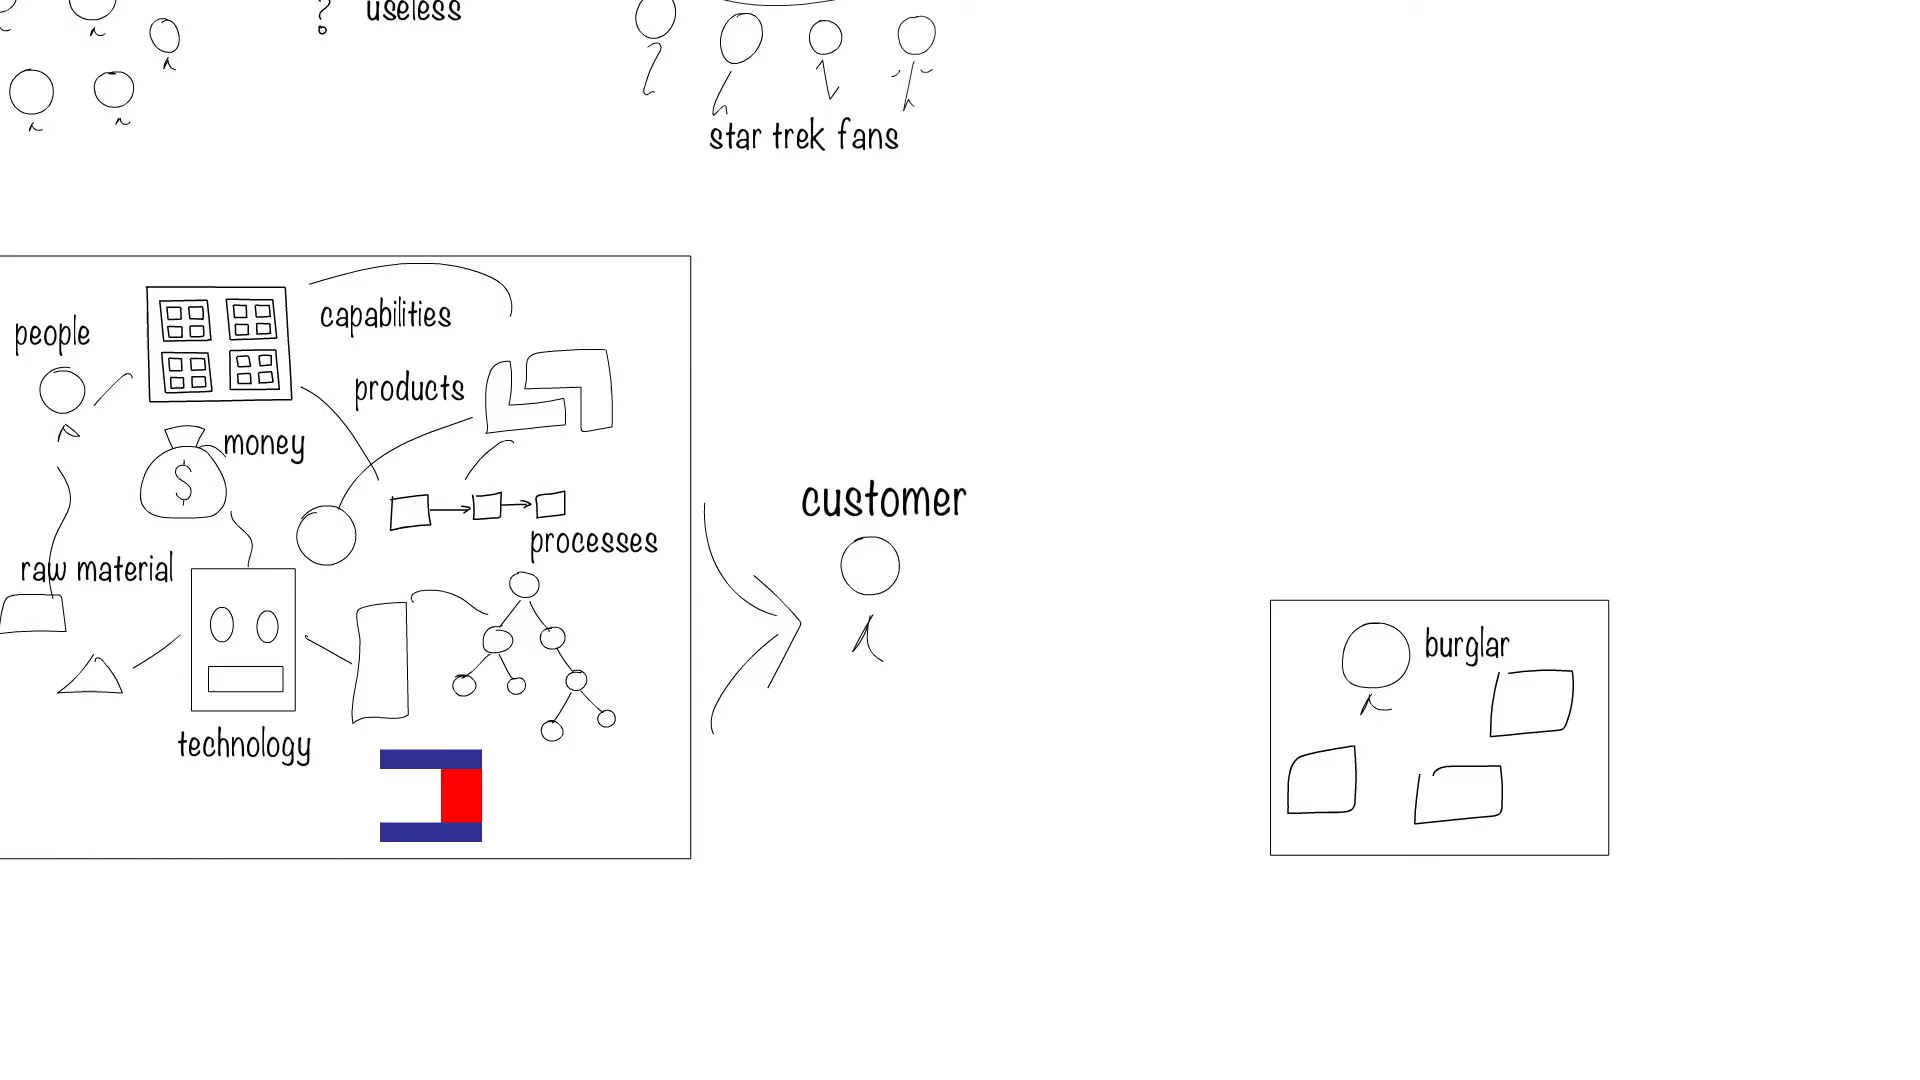 useless
star trek fans
people
capabilities
products
money
$
customer
processes
raw material
burglar
technology